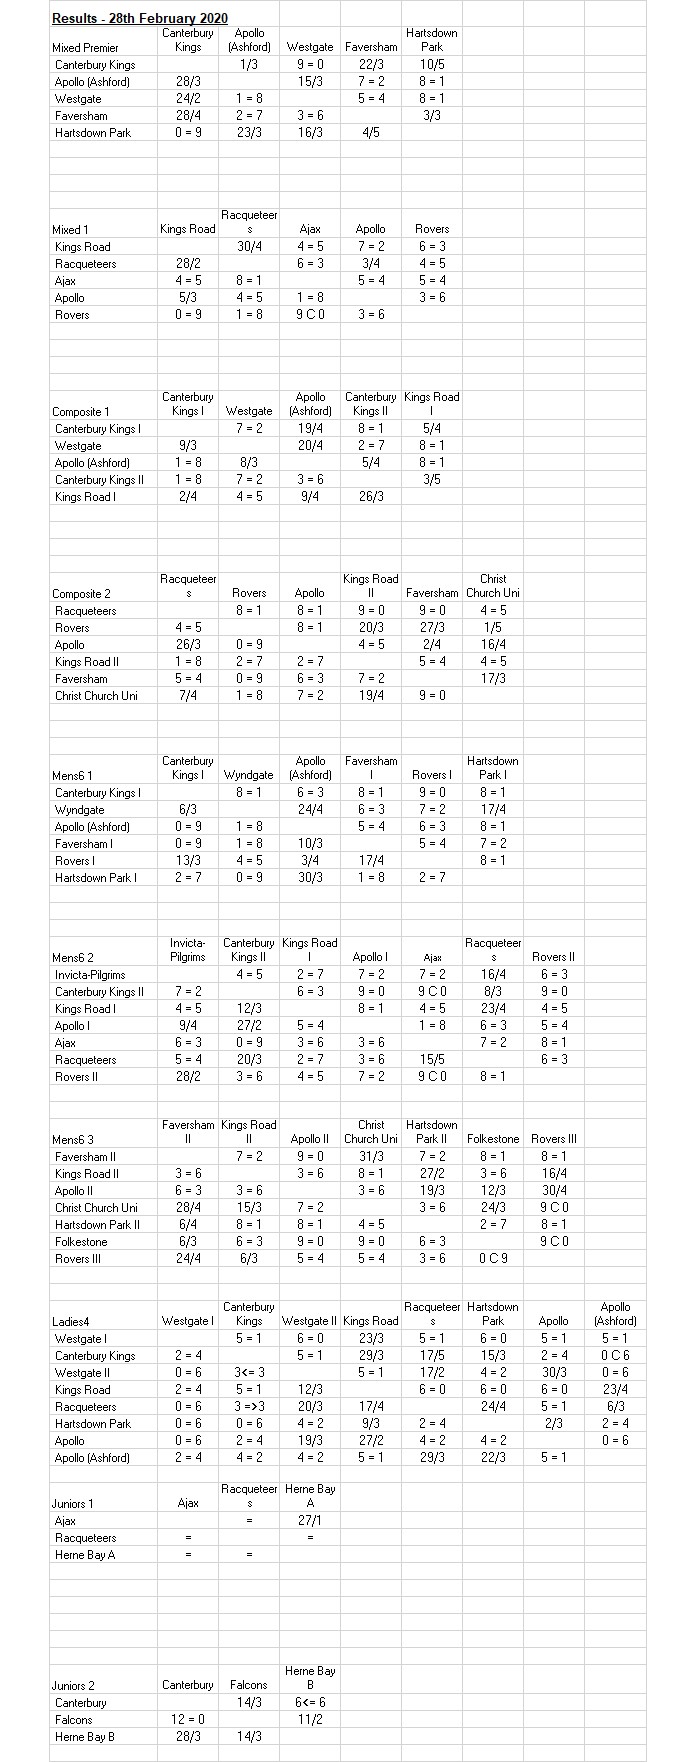 Results - 28th February 2020
Canterbury Apollo Hartsdown
Mixed Premier Kings (Ashford) Westgate Faversham Park
Canterbury Kings 1/3 9 = 0 22/3 10/5
Apollo (Ashford) 28/3 15/3 7 = 2 8 = 1
Westgate 24/2 1 = 8 5 = 4 8 = 1
Faversham 28/4 2 = 7 3 = 6 3/3
Hartsdown Park 0 = 9 23/3 16/3 4/5
Racqueteer
Mixed 1 Kings Road s Ajax Apollo Rovers
Kings Road 30/4 4 = 5 7 = 2 6 = 3
Racqueteers 28/2 6 = 3 3/4 4 = 5
Ajax 4 = 5 8 = 1 5 = 4 5 = 4
Apollo 5/3 4 = 5 1 = 8 3 = 6
Rovers 0 = 9 1 = 8 9 C 0 3 = 6
Canterbury Apollo Canterbury Kings Road
Composite 1 Kings I Westgate (Ashford) Kings II I
Canterbury Kings I 7 = 2 19/4 8 = 1 5/4
Westgate 9/3 20/4 2 = 7 8 = 1
Apollo (Ashford) 1 = 8 8/3 5/4 8 = 1
Canterbury Kings II 1 = 8 7 = 2 3 = 6 3/5
Kings Road I 2/4 4 = 5 9/4 26/3
Racqueteer Kings Road Christ
Composite 2 s Rovers Apollo II Faversham Church Uni
Racqueteers 8 = 1 8 = 1 9 = 0 9 = 0 4 = 5
Rovers 4 = 5 8 = 1 20/3 27/3 1/5
Apollo 26/3 0 = 9 4 = 5 2/4 16/4
Kings Road II 1 = 8 2 = 7 2 = 7 5 = 4 4 = 5
Faversham 5 = 4 0 = 9 6 = 3 7 = 2 17/3
Christ Church Uni 7/4 1 = 8 7 = 2 19/4 9 = 0
Canterbury Apollo Faversham Hartsdown
Mens6 1 Kings I Wyndgate (Ashford) I Rovers I Park I
Canterbury Kings I 8 = 1 6 = 3 8 = 1 9 = 0 8 = 1
Wyndgate 6/3 24/4 6 = 3 7 = 2 17/4
Apollo (Ashford) 0 = 9 1 = 8 5 = 4 6 = 3 8 = 1
Faversham I 0 = 9 1 = 8 10/3 5 = 4 7 = 2
Rovers I 13/3 4 = 5 3/4 17/4 8 = 1
Hartsdown Park I 2 = 7 0 = 9 30/3 1 = 8 2 = 7
Invicta- Canterbury Kings Road Racqueteer
Mens6 2 Pilgrims Kings II I Apollo I Ajax s Rovers II
Invicta-Pilgrims 4 = 5 2 = 7 7 = 2 7 = 2 16/4 6 = 3
Canterbury Kings II 7 = 2 6 = 3 9 = 0 9 C 0 8/3 9 = 0
Kings Road I 4 = 5 12/3 8 = 1 4 = 5 23/4 4 = 5
Apollo I 9/4 27/2 5 = 4 1 = 8 6 = 3 5 = 4
Ajax 6 = 3 0 = 9 3 = 6 3 = 6 7 = 2 8 = 1
Racqueteers 5 = 4 20/3 2 = 7 3 = 6 15/5 6 = 3
Rovers II 28/2 3 = 6 4 = 5 7 = 2 9 C 0 8 = 1
Faversham Kings Road Christ Hartsdown
Mens6 3 II II Apollo II Church Uni Park II Folkestone Rovers III
Faversham II 7 = 2 9 = 0 31/3 7 = 2 8 = 1 8 = 1
Kings Road II 3 = 6 3 = 6 8 = 1 27/2 3 = 6 16/4
Apollo II 6 = 3 3 = 6 3 = 6 19/3 12/3 30/4
Christ Church Uni 28/4 15/3 7 = 2 3 = 6 24/3 9 C 0
Hartsdown Park II 6/4 8 = 1 8 = 1 4 = 5 2 = 7 8 = 1
Folkestone 6/3 6 = 3 9 = 0 9 = 0 6 = 3 9 C 0
Rovers III 24/4 6/3 5 = 4 5 = 4 3 = 6 0 C 9
Canterbury Racqueteer Hartsdown Apollo
Ladies4 Westgate I Kings Westgate II Kings Road s Park Apollo (Ashford)
Westgate I 5 = 1 6 = 0 23/3 5 = 1 6 = 0 5 = 1 5 = 1
Canterbury Kings 2 = 4 5 = 1 29/3 17/5 15/3 2 = 4 0 C 6
Westgate II 0 = 6 3<= 3 5 = 1 17/2 4 = 2 30/3 0 = 6
Kings Road 2 = 4 5 = 1 12/3 6 = 0 6 = 0 6 = 0 23/4
Racqueteers 0 = 6 3 =>3 20/3 17/4 24/4 5 = 1 6/3
Hartsdown Park 0 = 6 0 = 6 4 = 2 9/3 2 = 4 2/3 2 = 4
Apollo 0 = 6 2 = 4 19/3 27/2 4 = 2 4 = 2 0 = 6
Apollo (Ashford) 2 = 4 4 = 2 4 = 2 5 = 1 29/3 22/3 5 = 1
Racqueteer Herne Bay
Juniors 1 Ajax s A
Ajax = 27/1
Racqueteers = =
Herne Bay A = =
Herne Bay
Juniors 2 Canterbury Falcons B
Canterbury 14/3 6<= 6
Falcons 12 = 0 11/2
Herne Bay B 28/3 14/3